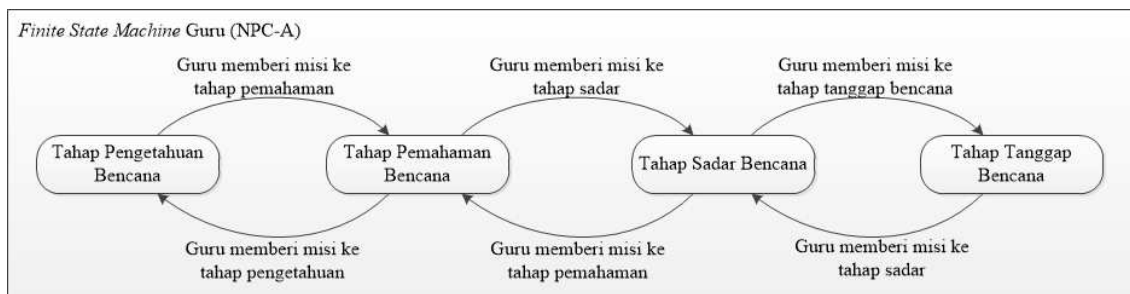 Finite State Machine Guru (NPC-A)
Guru memberi misi ke
tahap pemahaman
Guru memberi misi ke
tahap sadar
Guru memberi misi ke
tahap tanggap bencana
Tahap Pengetahuan
Bencana
Tahap Pemahaman
Bencana
Tahap Sadar Bencana
Tahap Tanggap
Bencana
Guru memberi misi ke
tahap pengetahuan
Guru memberi misi ke
tahap pemahaman
Guru memberi misi ke
tahap sadar